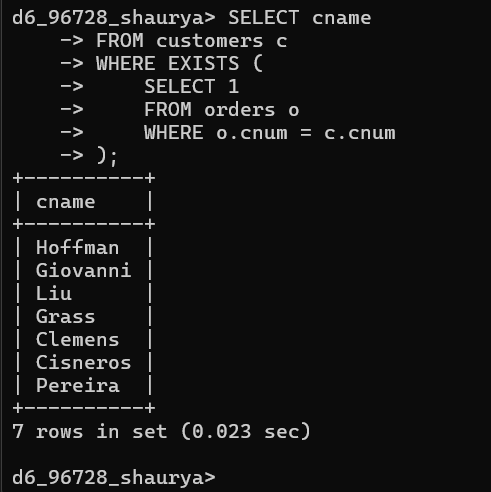 d6_96728_shaurya> SELECT cname
    -> FROM customers c
    -> WHERE EXISTS (
    ->     SELECT 1
    ->     FROM orders o
    ->     WHERE o.cnum = c.cnum
    -> );
+----------+
| cname    |
+----------+
| Hoffman  |
| Giovanni |
| Liu      |
| Grass    |
| Clemens  |
| Cisneros |
| Pereira  |
+----------+
7 rows in set (0.023 sec)

d6_96728_shaurya>